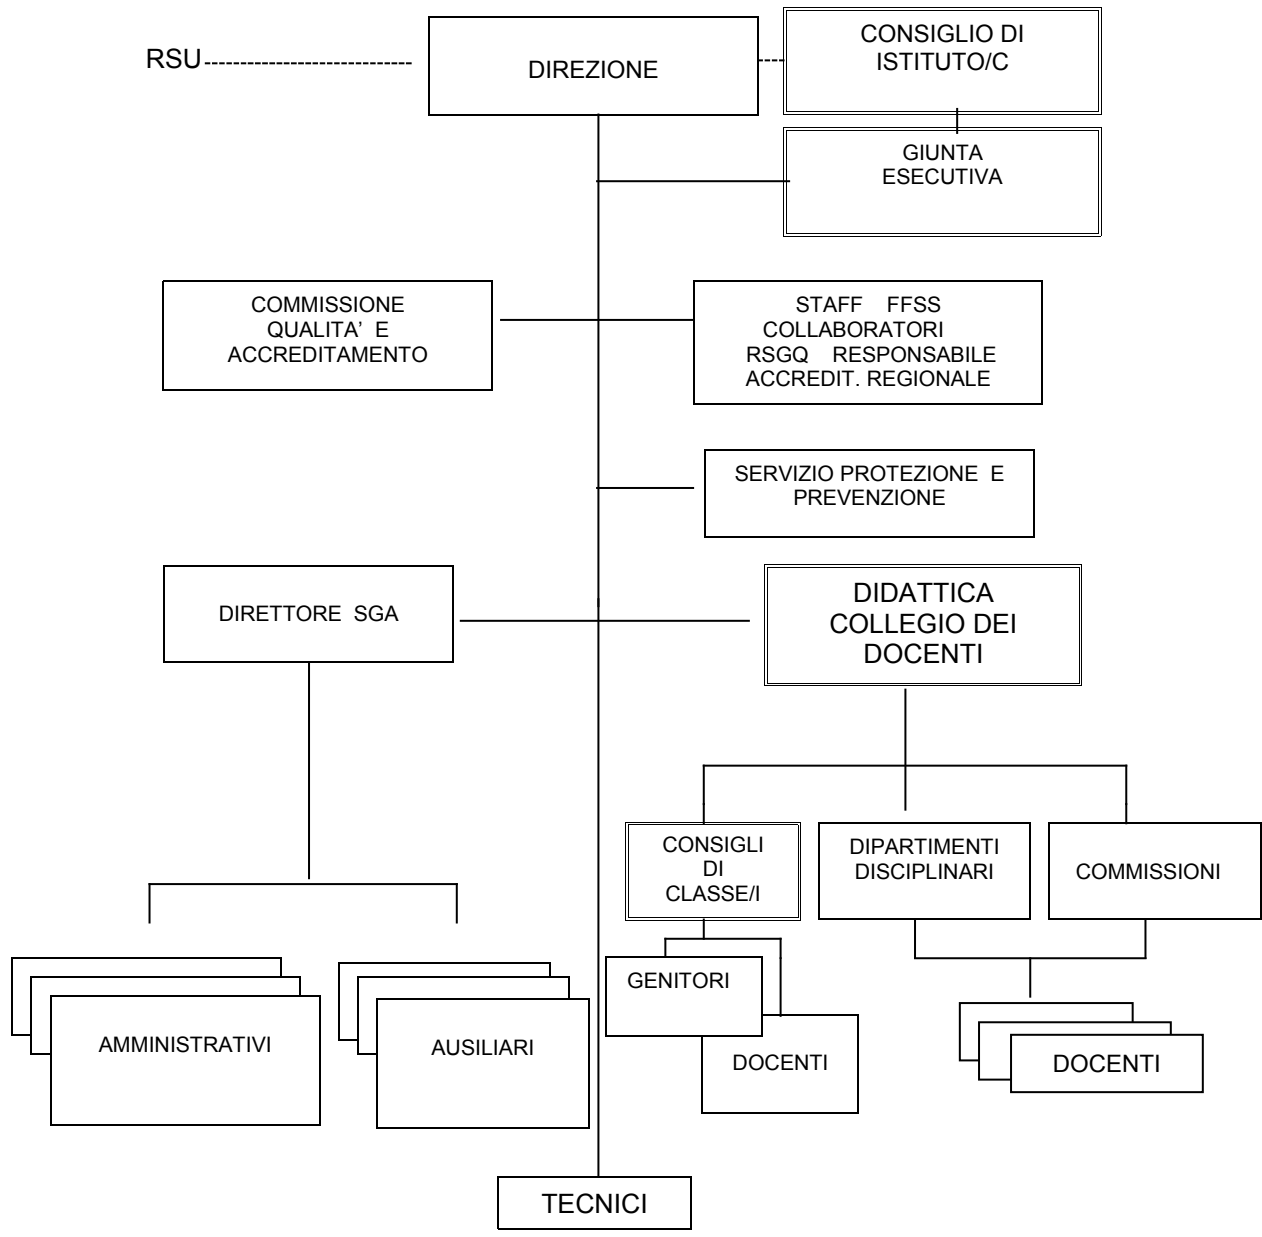 RSU
DIREZIONE
CONSIGLIO DI
ISTITUTO/C
GIUNTA
ESECUTIVA
COMMISSIONE
QUALITA' E
ACCREDITAMENTO
STAFF FFSS
COLLABORATORI
RSGQ RESPONSABILE
ACCREDIT. REGIONALE
SERVIZIO PROTEZIONE E
PREVENZIONE
DIRETTORE SGA
DIDATTICA
COLLEGIO DEI
DOCENTI
CONSIGLI
DI
CLASSE/I
DIPARTIMENTI
DISCIPLINARI
COMMISSIONI
GENITORI
DOCENTI
DOCENTI
AMMINISTRATIVI
AUSILIARI
TECNICI